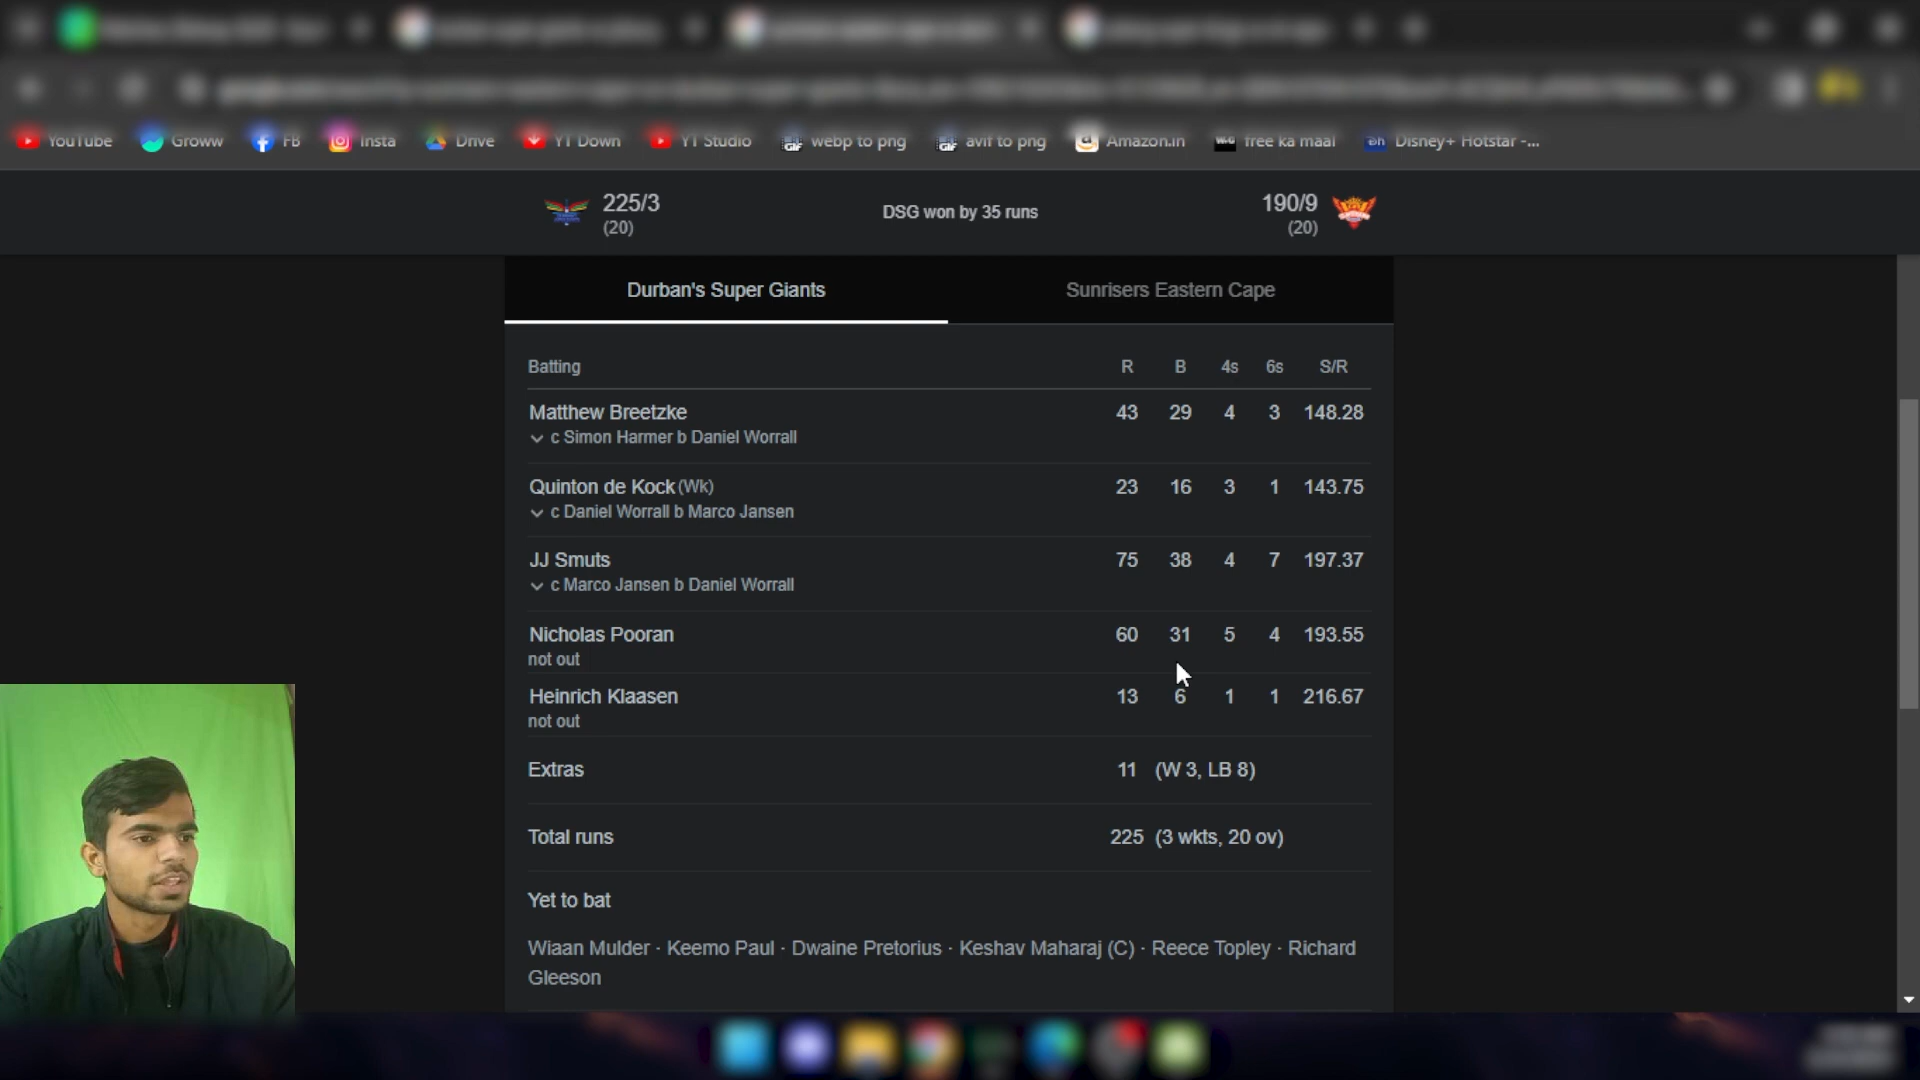 YouTube Groww FB Insta Drive YT Down YT Studio webp to png avif to png Amazon.in free ka maal Disney+ Hotstar -...
225/3 DSG won by 35 runs 190/9
(20) (20)
Durban's Super Giants Sunrisers Eastern Cape
Batting R B 4s 6s S/R
Matthew Breetzke 43 29 4 3 148.28
c Simon Harmer b Daniel Worrall
Quinton de Kock (Wk) 23 16 3 1 143.75
c Daniel Worrall b Marco Jansen
JJ Smuts 75 38 4 7 197.37
c Marco Jansen b Daniel Worrall
Nicholas Pooran 60 31 5 4 193.55
not out
Heinrich Klaasen 13 6 1 1 216.67
not out
Extras 11 (W 3, LB 8)
Total runs 225 (3 wkts, 20 ov)
Yet to bat
Wiaan Mulder · Keemo Paul · Dwaine Pretorius · Keshav Maharaj (C) · Reece Topley · Richard
Gleeson